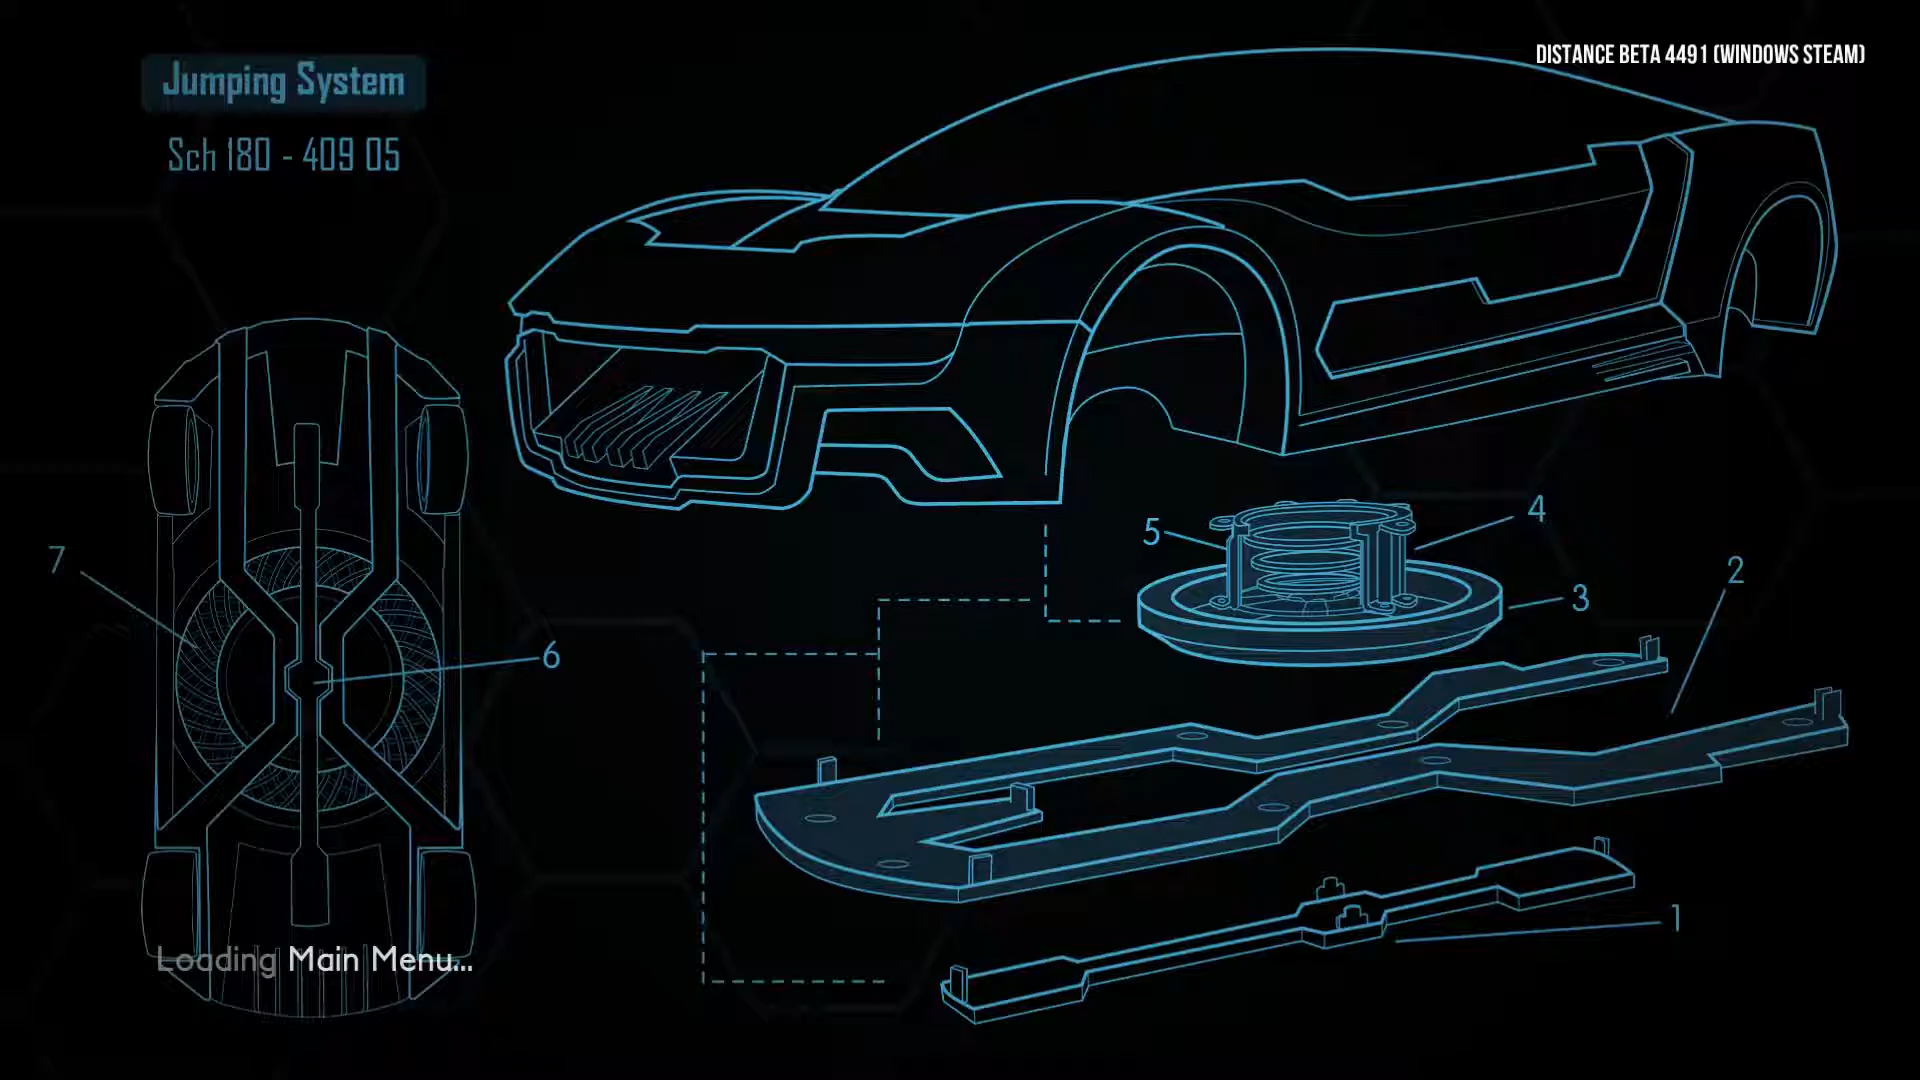 DISTANCE BETA 4491 (WINDOWS STEAM)
Jumping System
Sch 180 - 409 05
4
5
2
3
7
6
1
Loading Main Menu...